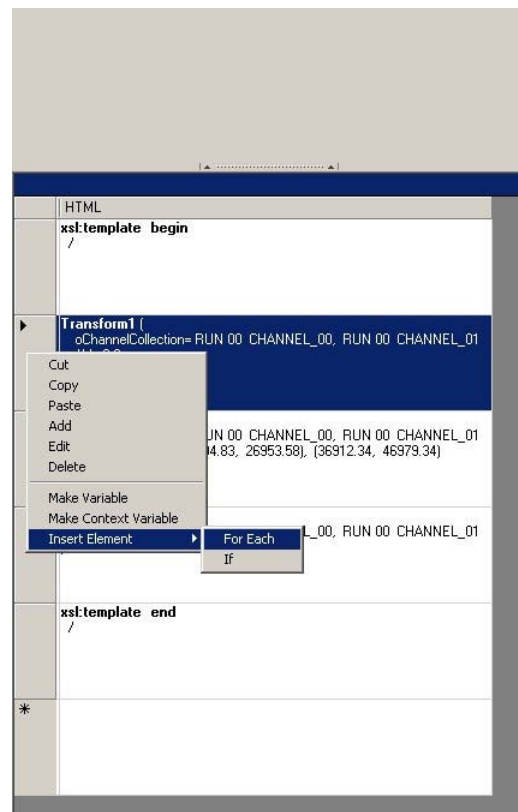 HTML
xsl:template begin
/
Transform1 (
oChannelCollection= RUN 00 CHANNEL_00, RUN 00 CHANNEL_01
Cut
Copy
Paste
Add
Edit
Delete
Make Variable
Make Context Variable
Insert Element
For Each
If
UN 00 CHANNEL_00, RUN 00 CHANNEL_01
4.83, 26953.58), (36912.34, 46979.34)
L_00, RUN 00 CHANNEL_01
xsl:template end
/
*